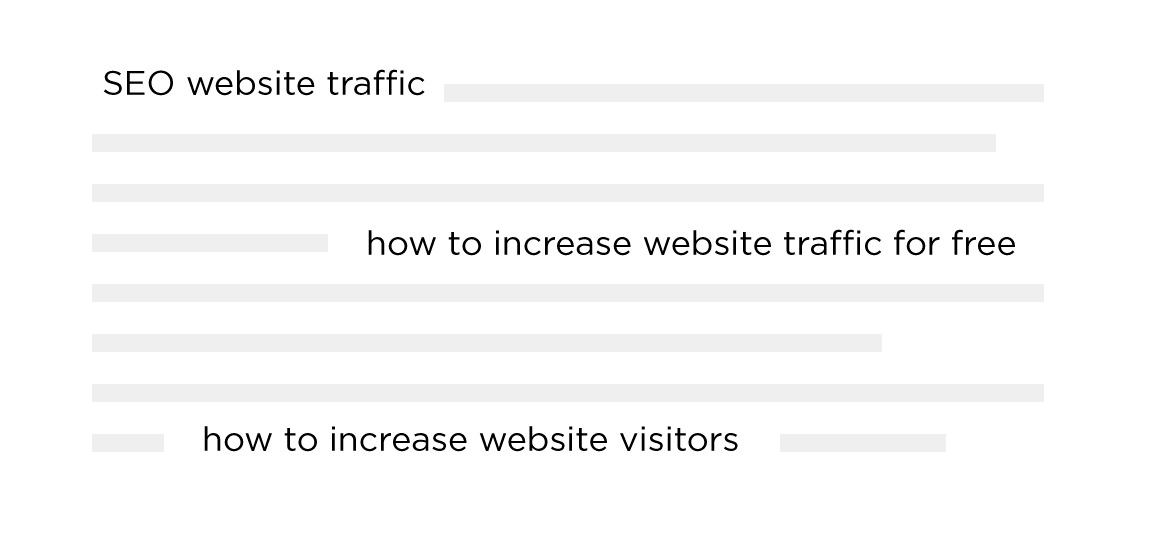 SEO website traffic
how to increase website traffic for free
how to increase website visitors